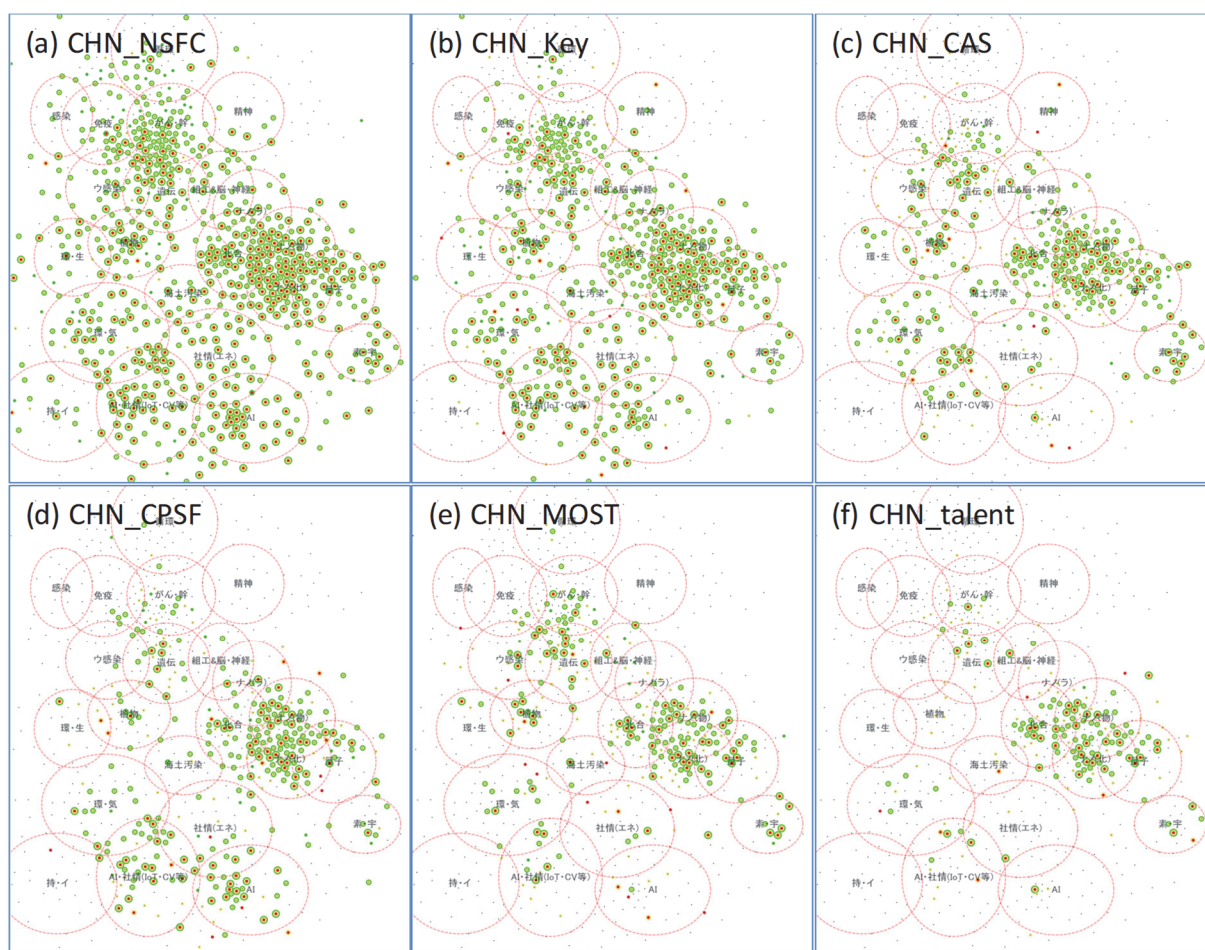 (a) CHN_NSFC
感染
免疫
がん・幹
精神
ウ感染
遺伝
組工&脳・神経
ナノ(ラ)
環・生
植物
化合
海土汚染
環・気
社情(エネ)
素・宇
持・イ
AI・社情(IoT・CV等)
AI
(b) CHN_Key
感染
免疫
がん・幹
精神
ウ感染
遺伝
組工&脳・神経
ナノ(ラ)
環・生
植物
化合
海土汚染
環・気
社情(エネ)
素・宇
持・イ
AI・社情(IoT・CV等)
AI
(c) CHN_CAS
感染
免疫
がん・幹
精神
ウ感染
遺伝
組工&脳・神経
ナノ(ラ)
環・生
植物
化合
海土汚染
環・気
社情(エネ)
素・宇
持・イ
AI・社情(IoT・CV等)
AI
(d) CHN_CPSF
感染
免疫
がん・幹
精神
ウ感染
遺伝
組工&脳・神経
ナノ(ラ)
環・生
植物
化合
海土汚染
環・気
社情(エネ)
素・宇
持・イ
AI・社情(IoT・CV等)
AI
(e) CHN_MOST
感染
免疫
がん・幹
精神
ウ感染
遺伝
組工&脳・神経
ナノ(ラ)
環・生
植物
化合
海土汚染
環・気
社情(エネ)
素・宇
持・イ
AI・社情(IoT・CV等)
AI
(f) CHN_talent
感染
免疫
がん・幹
精神
ウ感染
遺伝
組工&脳・神経
ナノ(ラ)
環・生
植物
化合
海土汚染
環・気
社情(エネ)
素・宇
持・イ
AI・社情(IoT・CV等)
AI